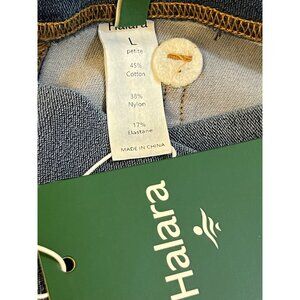 Halara
L
petite
45%
Cotton
38%
Nylon
17%
Elastane
MADE IN CHINA
Halara